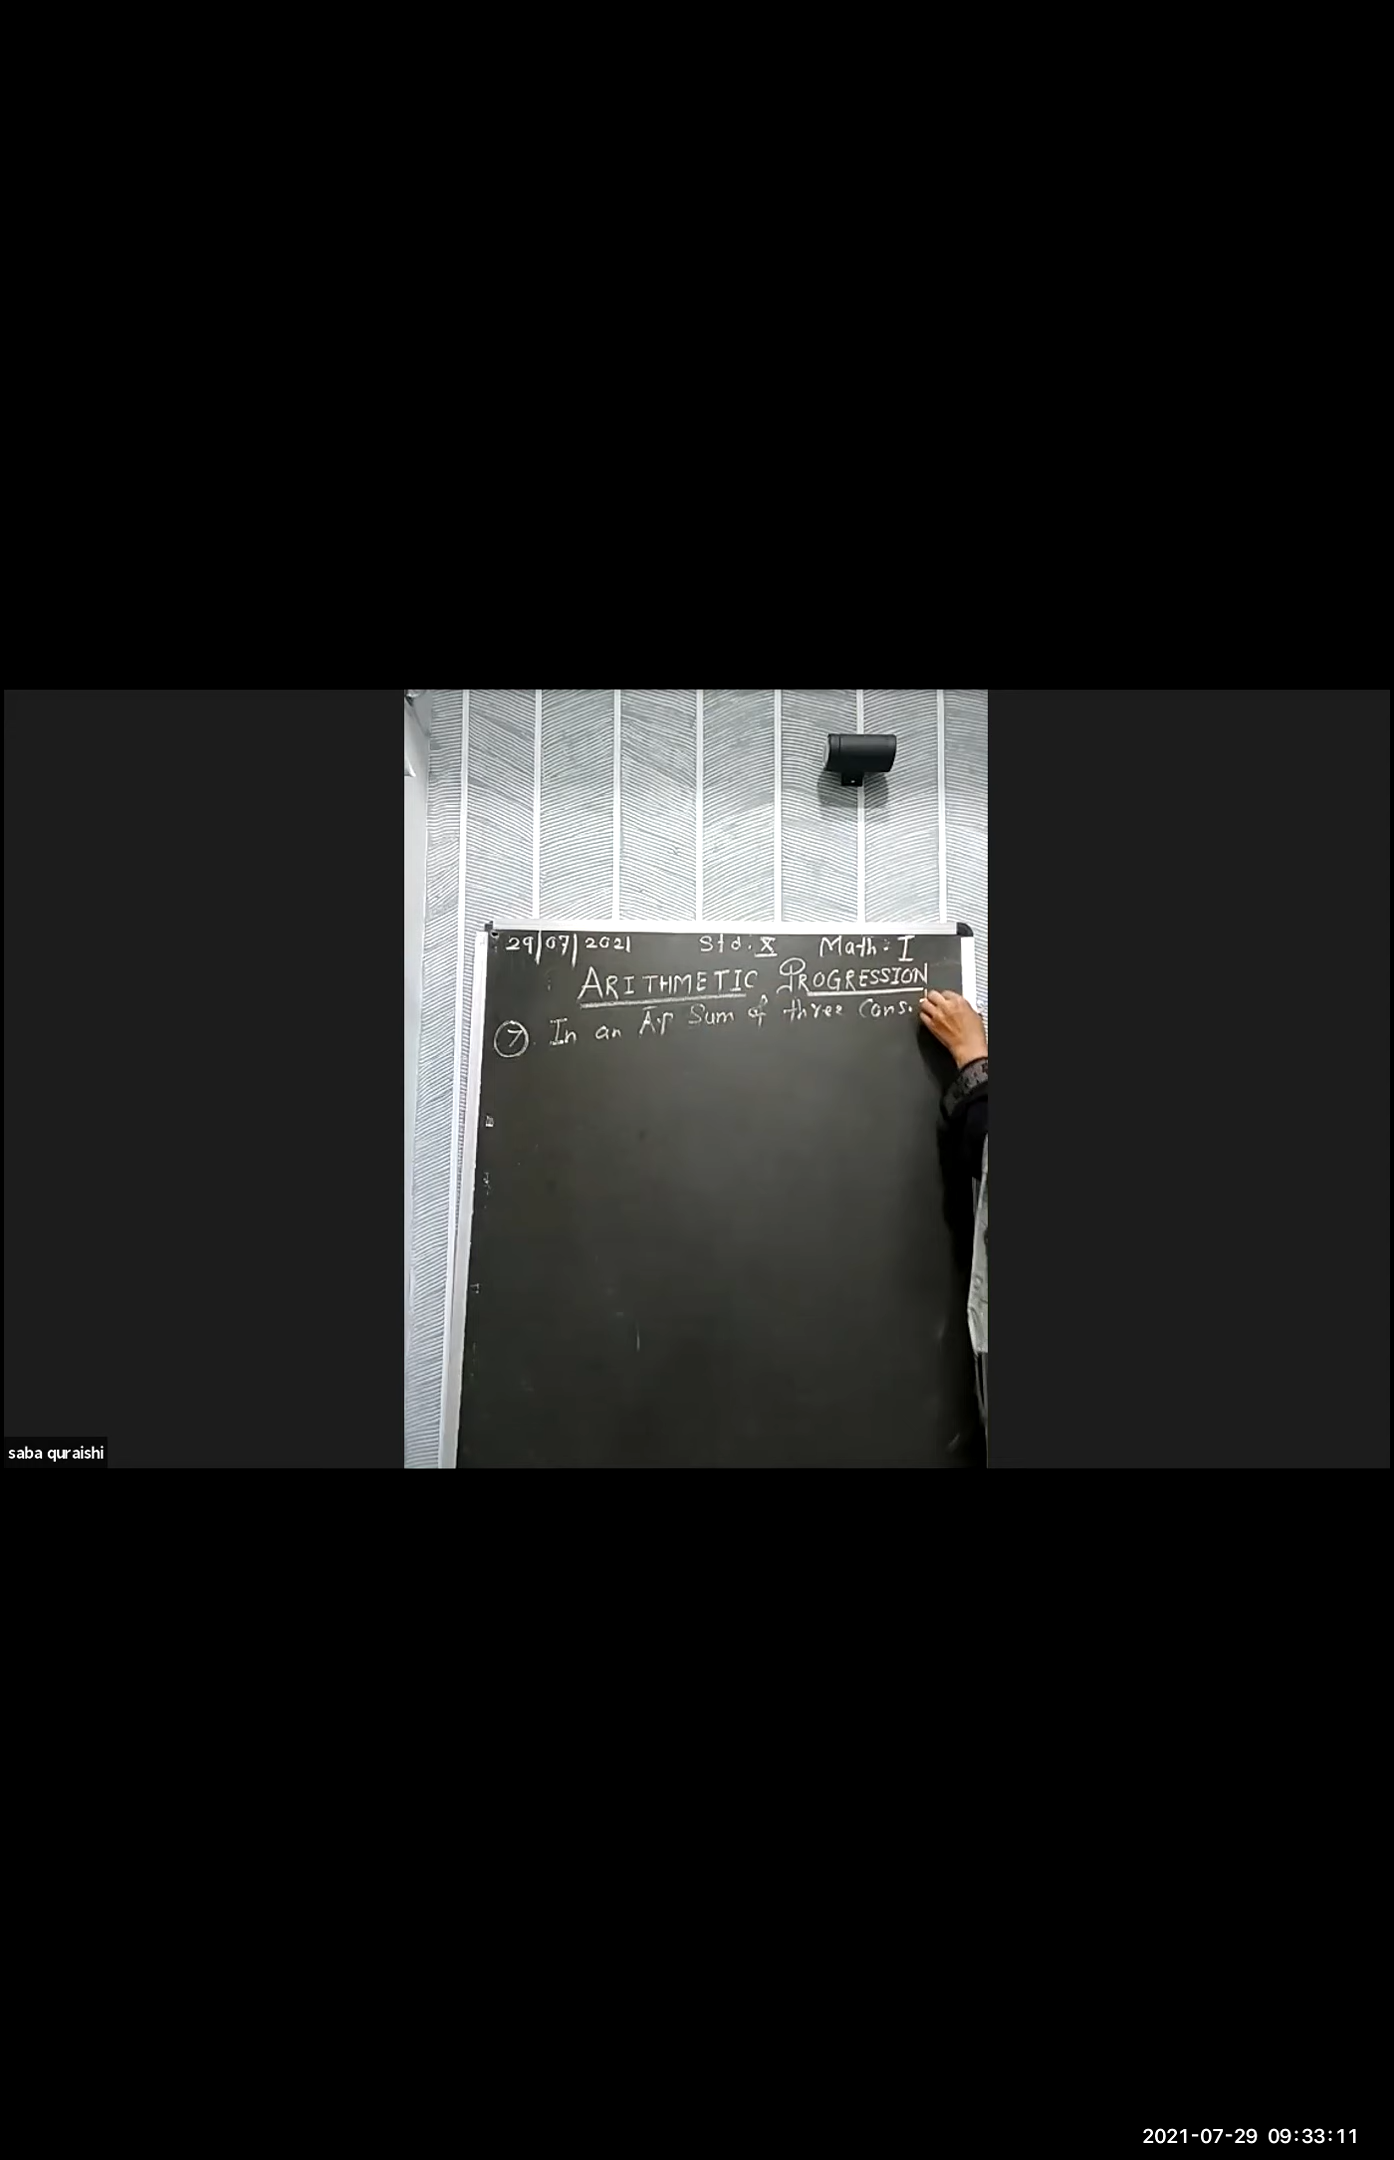 29/07/2021 Std. X Math - I
ARITHMETIC PROGRESSION
7. In an A.P Sum of three Cons.
saba quraishi
2021-07-29 09:33:11